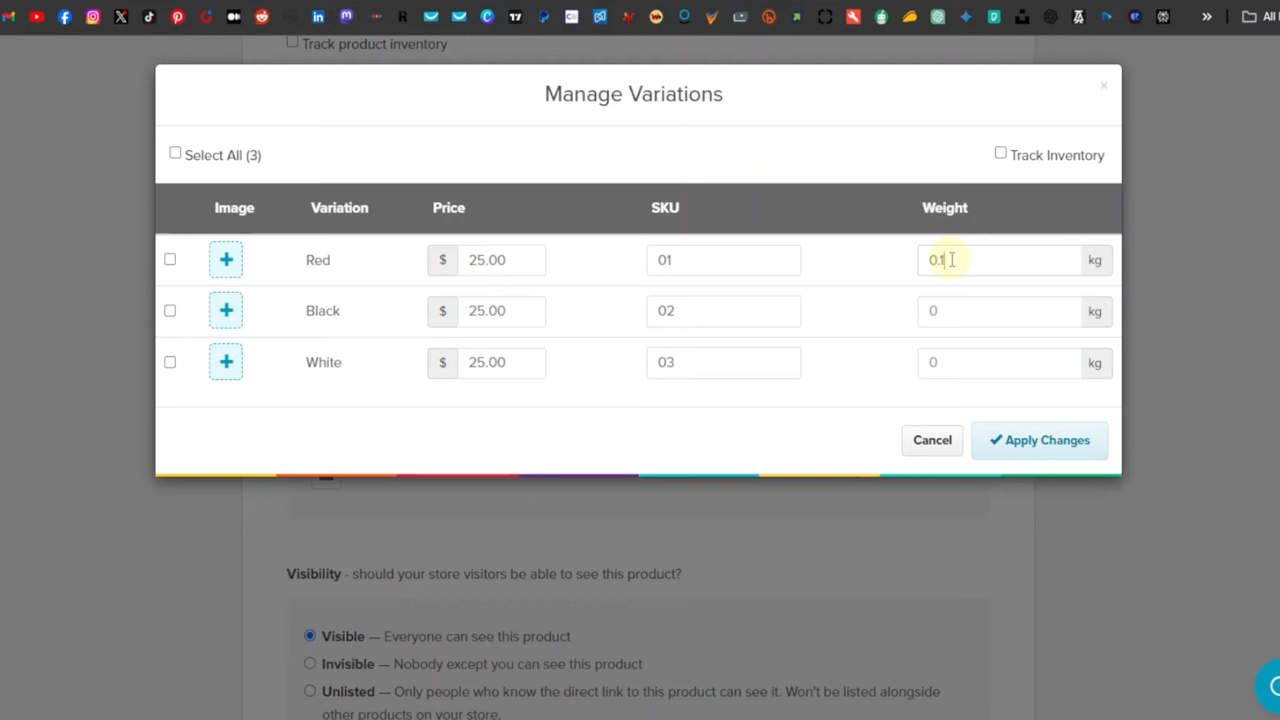 Track product inventory
Manage Variations
×
Select All (3)
Track Inventory
Image Variation Price SKU Weight
Red $ 25.00 01 0.1 kg
Black $ 25.00 02 0 kg
White $ 25.00 03 0 kg
Cancel Apply Changes
Visibility - should your store visitors be able to see this product?
Visible — Everyone can see this product
Invisible — Nobody except you can see this product
Unlisted — Only people who know the direct link to this product can see it. Won't be listed alongside
other products on your store.
All